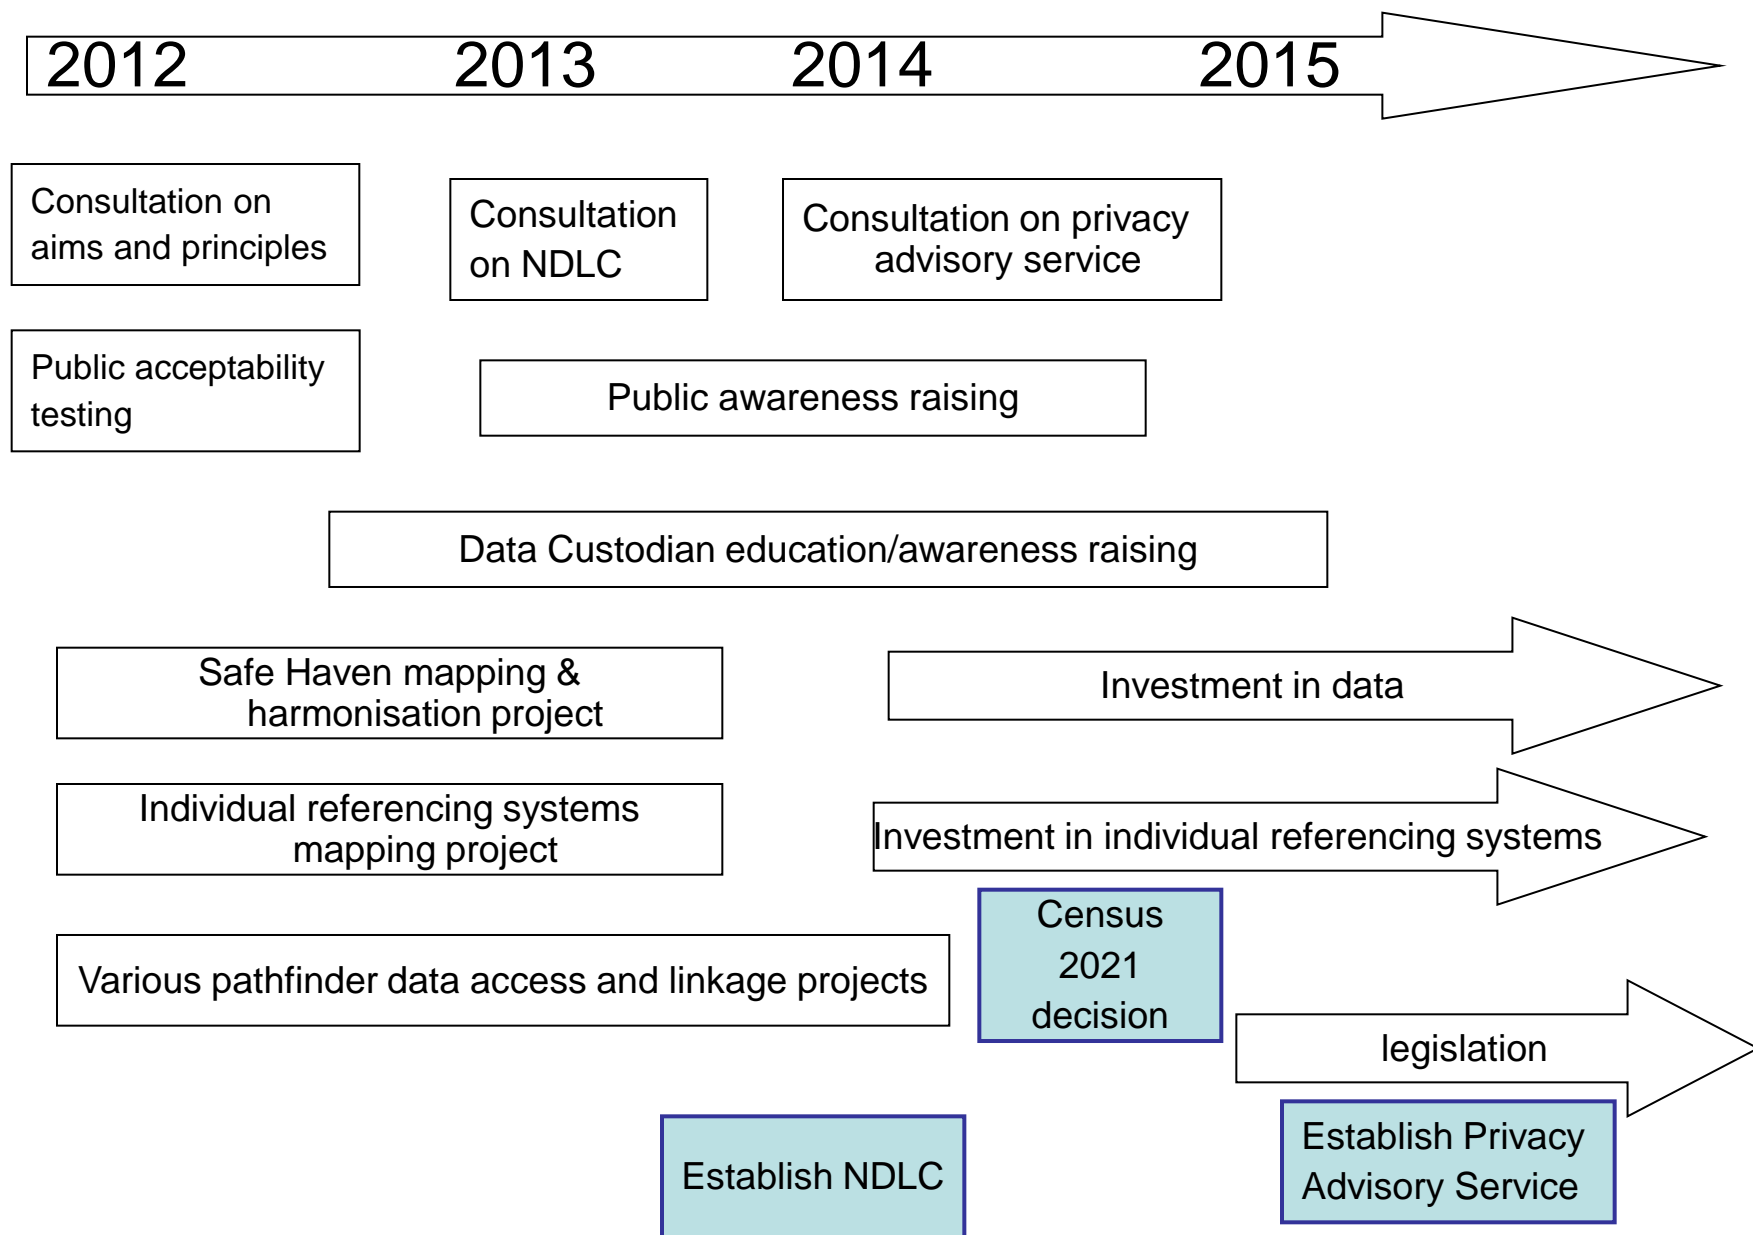 2012 2013 2014 2015
Consultation on
aims and principles
Consultation
on NDLC
Consultation on privacy
advisory service
Public acceptability
testing
Public awareness raising
Data Custodian education/awareness raising
Safe Haven mapping &
harmonisation project
Investment in data
Individual referencing systems
mapping project
Investment in individual referencing systems
Various pathfinder data access and linkage projects
Census
2021
decision
legislation
Establish NDLC
Establish Privacy
Advisory Service